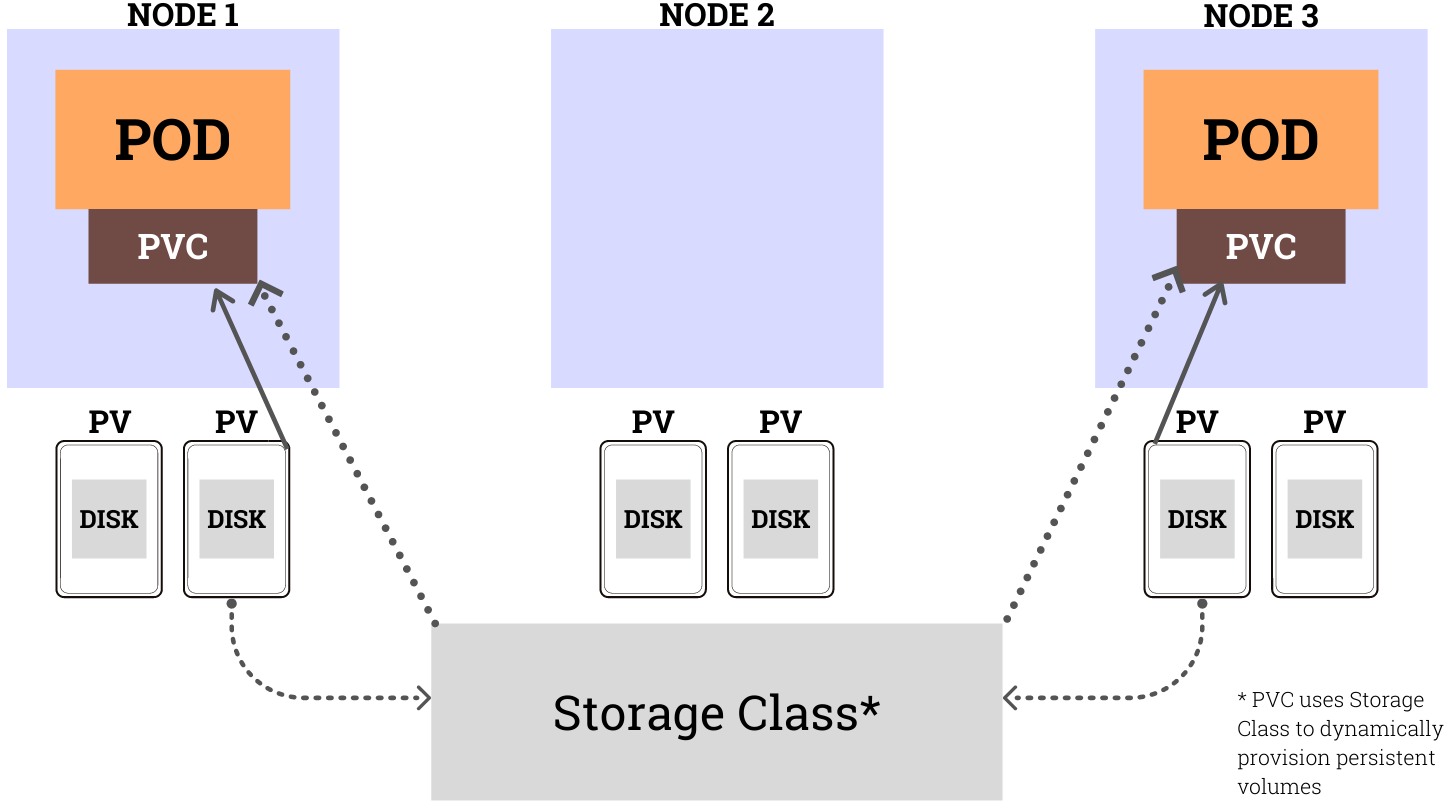 NODE 1
NODE 2
NODE 3
POD
POD
PVC
PVC
PV
PV
PV
PV
PV
PV
DISK
DISK
DISK
DISK
DISK
DISK
Storage Class*
* PVC uses Storage
Class to dynamically
provision persistent
volumes